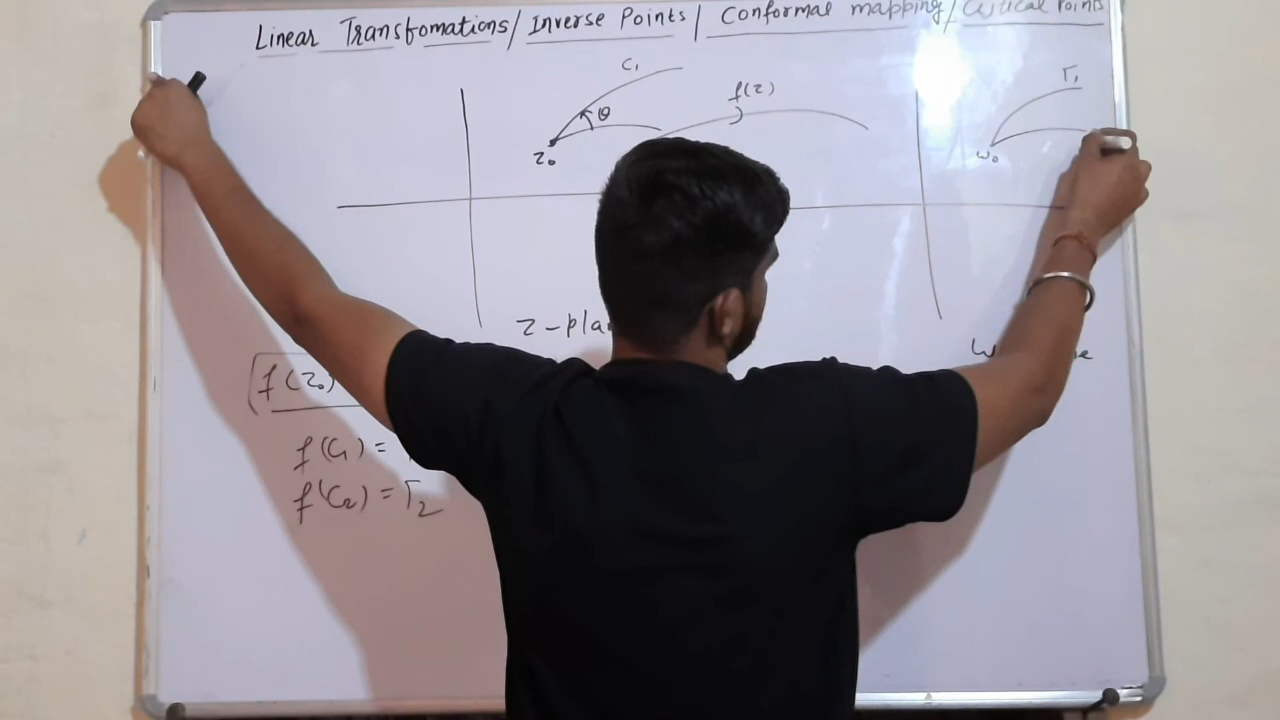 Linear Transfomations/ Inverse Points / Conformal mapping/ Critical Points
C₁
Γ₁
f(z)
θ
z₀
w₀
z-pla
W
e
f(z₀)
f(C₁) =
f(C₂) = Γ₂